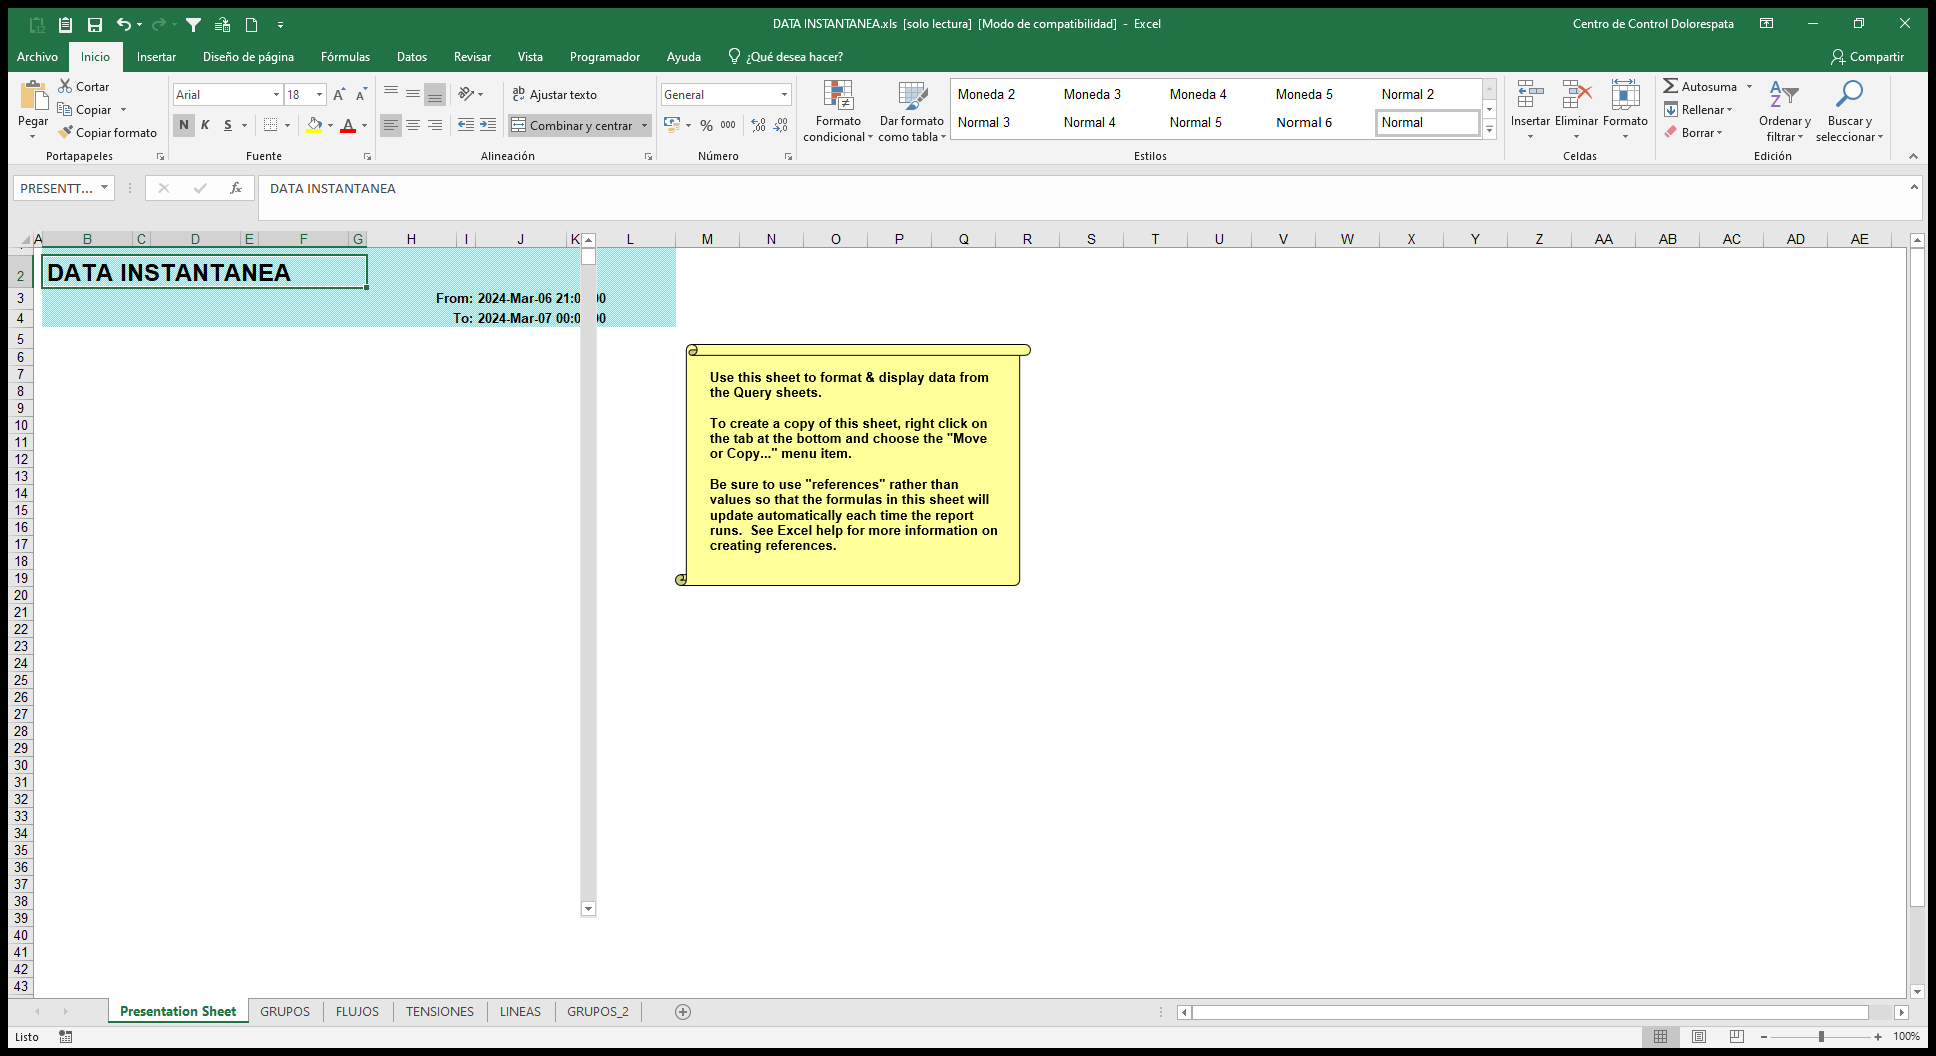 DATA INSTANTANEA.xls  [solo lectura]  [Modo de compatibilidad]  -  Excel
Centro de Control Dolorespata
Archivo Inicio Insertar Diseño de página Fórmulas Datos Revisar Vista Programador Ayuda ¿Qué desea hacer? Compartir
Pegar
Cortar
Copiar
Copiar formato
Portapapeles
Arial 18
N K S
Fuente
Ajustar texto
Combinar y centrar
Alineación
General
% 000
Número
Formato condicional
Dar formato como tabla
Moneda 2 Moneda 3 Moneda 4 Moneda 5 Normal 2
Normal 3 Normal 4 Normal 5 Normal 6 Normal
Estilos
Insertar Eliminar Formato
Celdas
Autosuma
Rellenar
Borrar
Ordenar y filtrar
Buscar y seleccionar
Edición
PRESENTT... fx DATA INSTANTANEA
A B C D E F G H I J K L M N O P Q R S T U V W X Y Z AA AB AC AD AE
2 DATA INSTANTANEA
3 From: 2024-Mar-06 21:0 00
4 To: 2024-Mar-07 00:0 00
5
6
7
8
9
10
11
12
13
14
15
16
17
18
19
20
21
22
23
24
25
26
27
28
29
30
31
32
33
34
35
36
37
38
39
40
41
42
43
Use this sheet to format & display data from
the Query sheets.
To create a copy of this sheet, right click on
the tab at the bottom and choose the "Move
or Copy..." menu item.
Be sure to use "references" rather than
values so that the formulas in this sheet will
update automatically each time the report
runs.  See Excel help for more information on
creating references.
Presentation Sheet GRUPOS FLUJOS TENSIONES LINEAS GRUPOS_2
Listo
100%